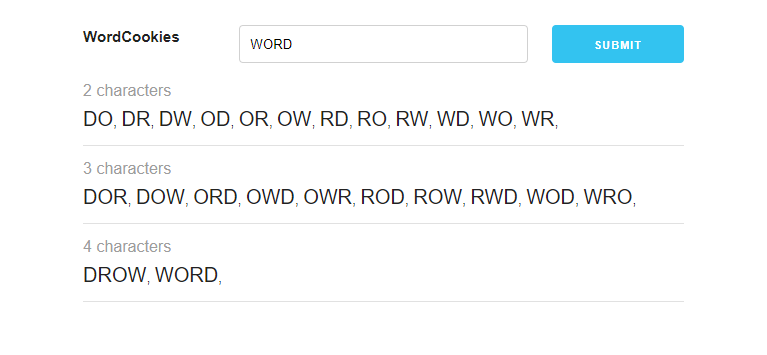 WordCookies
WORD
SUBMIT
2 characters
DO, DR, DW, OD, OR, OW, RD, RO, RW, WD, WO, WR,
3 characters
DOR, DOW, ORD, OWD, OWR, ROD, ROW, RWD, WOD, WRO,
4 characters
DROW, WORD,